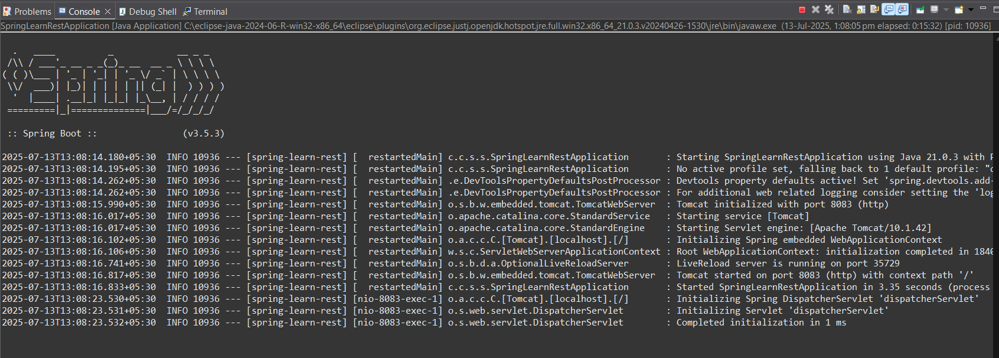 Problems Console Debug Shell Terminal
SpringLearnRestApplication [Java Application] C:\eclipse-java-2024-06-R-win32-x86_64\eclipse\plugins\org.eclipse.justj.openjdk.hotspot.jre.full.win32.x86_64_21.0.3.v20240426-1530\jre\bin\javaw.exe (13-Jul-2025, 1:08:05 pm elapsed: 0:15:32) [pid: 10936]
  .   ____          _            __ _ _
 /\\ / ___'_ __ _ _(_)_ __  __ _ \ \ \ \
( ( )\___ | '_ | '_| | '_ \/ _` | \ \ \ \
 \\/  ___)| |_)| | | | | || (_| |  ) ) ) )
  '  |____| .__|_| |_|_| |_\__, | / / / /
 =========|_|==============|___/=/_/_/_/
 :: Spring Boot ::                (v3.5.3)
2025-07-13T13:08:14.180+05:30  INFO 10936 --- [spring-learn-rest] [  restartedMain] c.c.s.s.SpringLearnRestApplication       : Starting SpringLearnRestApplication using Java 21.0.3 with
2025-07-13T13:08:14.195+05:30  INFO 10936 --- [spring-learn-rest] [  restartedMain] c.c.s.s.SpringLearnRestApplication       : No active profile set, falling back to 1 default profile:
2025-07-13T13:08:14.262+05:30  INFO 10936 --- [spring-learn-rest] [  restartedMain] .e.DevToolsPropertyDefaultsPostProcessor : Devtools property defaults active! Set 'spring.devtools.add-
2025-07-13T13:08:14.262+05:30  INFO 10936 --- [spring-learn-rest] [  restartedMain] .e.DevToolsPropertyDefaultsPostProcessor : For additional web related logging consider setting the 'log
2025-07-13T13:08:15.990+05:30  INFO 10936 --- [spring-learn-rest] [  restartedMain] o.s.b.w.embedded.tomcat.TomcatWebServer  : Tomcat initialized with port 8083 (http)
2025-07-13T13:08:16.017+05:30  INFO 10936 --- [spring-learn-rest] [  restartedMain] o.apache.catalina.core.StandardService   : Starting service [Tomcat]
2025-07-13T13:08:16.017+05:30  INFO 10936 --- [spring-learn-rest] [  restartedMain] o.apache.catalina.core.StandardEngine    : Starting Servlet engine: [Apache Tomcat/10.1.42]
2025-07-13T13:08:16.102+05:30  INFO 10936 --- [spring-learn-rest] [  restartedMain] o.a.c.c.C.[Tomcat].[localhost].[/]       : Initializing Spring embedded WebApplicationContext
2025-07-13T13:08:16.106+05:30  INFO 10936 --- [spring-learn-rest] [  restartedMain] w.s.c.ServletWebServerApplicationContext : Root WebApplicationContext: initialization completed in 1840
2025-07-13T13:08:16.741+05:30  INFO 10936 --- [spring-learn-rest] [  restartedMain] o.s.b.d.a.OptionalLiveReloadServer       : LiveReload server is running on port 35729
2025-07-13T13:08:16.817+05:30  INFO 10936 --- [spring-learn-rest] [  restartedMain] o.s.b.w.embedded.tomcat.TomcatWebServer  : Tomcat started on port 8083 (http) with context path '/'
2025-07-13T13:08:16.833+05:30  INFO 10936 --- [spring-learn-rest] [  restartedMain] c.c.s.s.SpringLearnRestApplication       : Started SpringLearnRestApplication in 3.35 seconds (process
2025-07-13T13:08:23.530+05:30  INFO 10936 --- [spring-learn-rest] [nio-8083-exec-1] o.a.c.c.C.[Tomcat].[localhost].[/]       : Initializing Spring DispatcherServlet 'dispatcherServlet'
2025-07-13T13:08:23.531+05:30  INFO 10936 --- [spring-learn-rest] [nio-8083-exec-1] o.s.web.servlet.DispatcherServlet        : Initializing Servlet 'dispatcherServlet'
2025-07-13T13:08:23.532+05:30  INFO 10936 --- [spring-learn-rest] [nio-8083-exec-1] o.s.web.servlet.DispatcherServlet        : Completed initialization in 1 ms